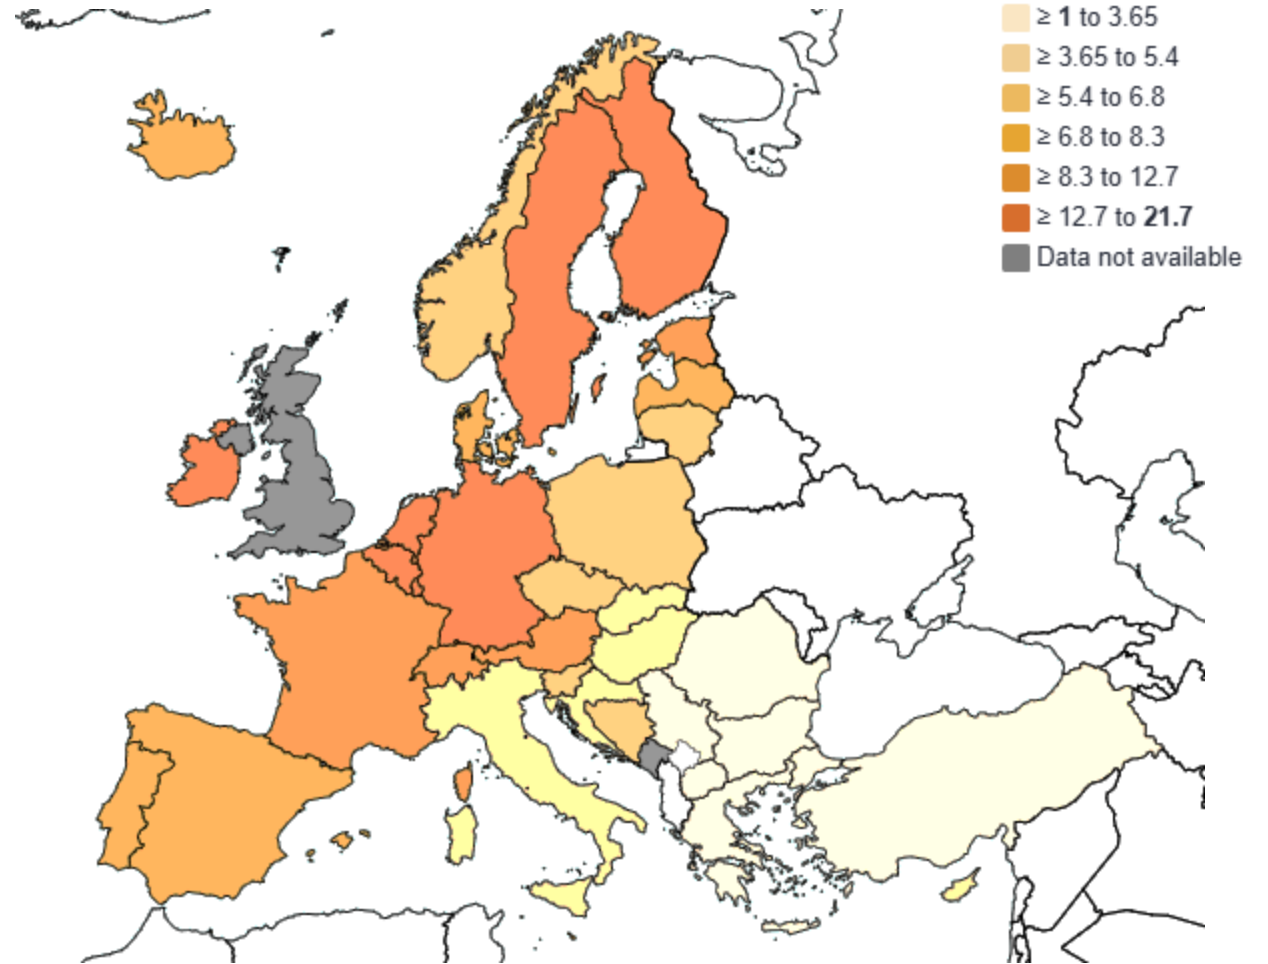 ≥ 1 to 3.65
≥ 3.65 to 5.4
≥ 5.4 to 6.8
≥ 6.8 to 8.3
≥ 8.3 to 12.7
≥ 12.7 to 21.7
Data not available